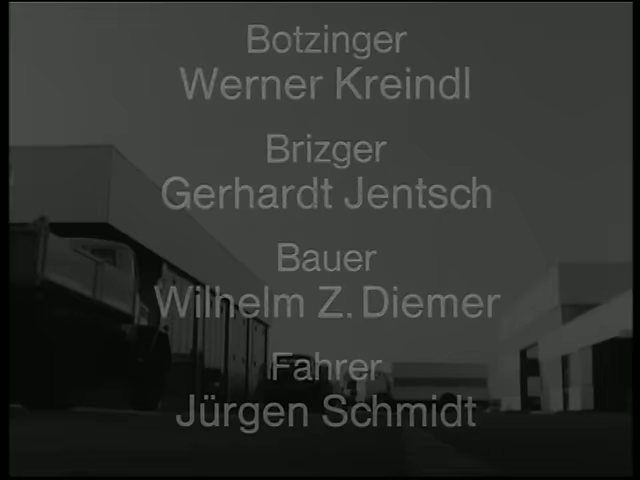 Botzinger
Werner Kreindl
Brizger
Gerhardt Jentsch
Bauer
Wilhelm Z. Diemer
Fahrer
Jürgen Schmidt